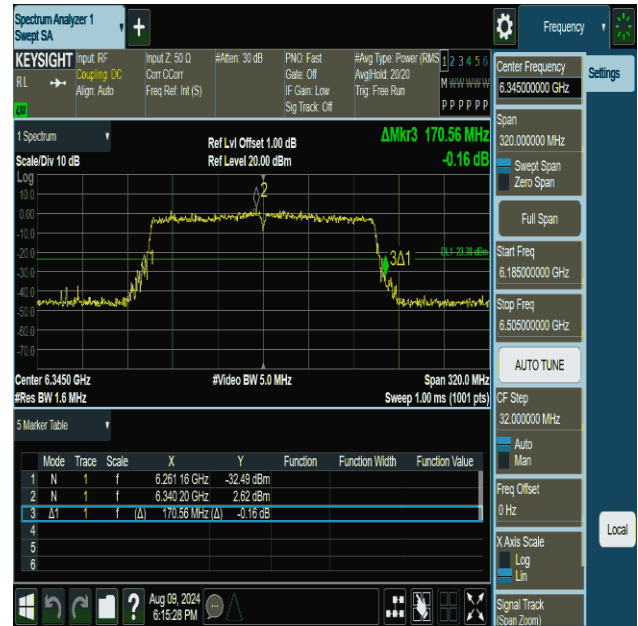 Spectrum Analyzer 1
Swept SA
Frequency
KEYSIGHT
RL
Input: RF
Coupling: DC
Align: Auto
Input Z: 50 Ω
Corr CCorr
Freq Ref: Int (S)
#Atten: 30 dB
PNO: Fast
Gate: Off
IF Gain: Low
Sig Track: Off
#Avg Type: Power (RMS
Avg|Hold: 20/20
Trig: Free Run
1 2 3 4 5 6
M W W W W W
P P P P P P
1 Spectrum
Scale/Div 10 dB
Ref Lvl Offset 1.00 dB
Ref Level 20.00 dBm
ΔMkr3 170.56 MHz
-0.16 dB
Log
10.0
0.00
-10.0
-20.0
-30.0
-40.0
-50.0
-60.0
-70.0
2
1
3Δ1
DL1 -23.38 dBm
Center 6.3450 GHz
#Res BW 1.6 MHz
#Video BW 5.0 MHz
Span 320.0 MHz
Sweep 1.00 ms (1001 pts)
5 Marker Table
Mode Trace Scale X Y Function Function Width Function Value
1 N 1 f 6.261 16 GHz -32.49 dBm
2 N 1 f 6.340 20 GHz 2.62 dBm
3 Δ1 1 f (Δ) 170.56 MHz (Δ) -0.16 dB
4
5
6
Aug 09, 2024
6:15:28 PM
Center Frequency
6.345000000 GHz
Settings
Span
320.000000 MHz
Swept Span
Zero Span
Full Span
Start Freq
6.185000000 GHz
Stop Freq
6.505000000 GHz
AUTO TUNE
CF Step
32.000000 MHz
Auto
Man
Freq Offset
0 Hz
X Axis Scale
Log
Lin
Local
Signal Track
(Span Zoom)